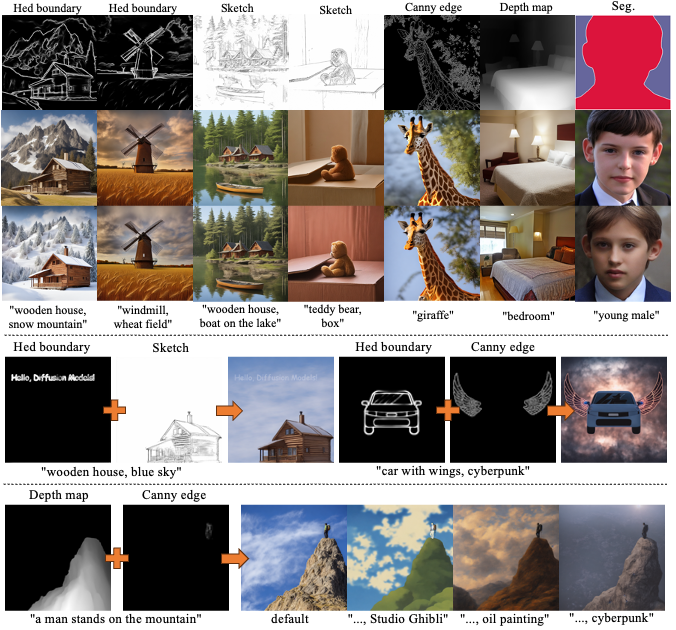 Hed boundary Hed boundary Sketch Sketch Canny edge Depth map Seg.
"wooden house, "windmill, "wooden house, "teddy bear, "giraffe" "bedroom" "young male"
snow mountain" wheat field" boat on the lake" box"
Hed boundary Sketch Hed boundary Canny edge
Hello, Diffusion Models!
Hello, Diffusion Models!
"wooden house, blue sky" "car with wings, cyberpunk"
Depth map Canny edge
"a man stands on the mountain" default "..., Studio Ghibli" "..., oil painting" "..., cyberpunk"